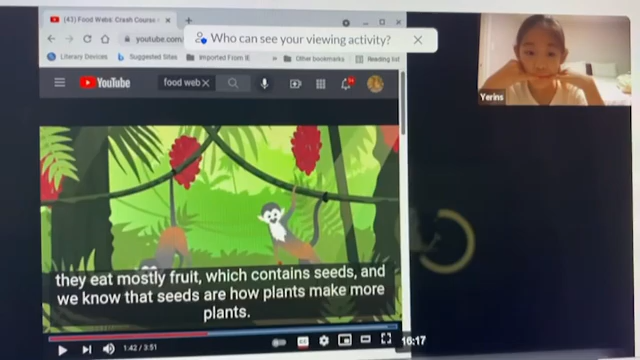 (43) Food Webs: Crash Course
youtube.com
Who can see your viewing activity?
Literary Devices
Suggested Sites
Imported From IE
Other bookmarks
Reading list
YouTube
food web
Yerins
they eat mostly fruit, which contains seeds, and
we know that seeds are how plants make more
plants.
1:42 / 3:51
16:17